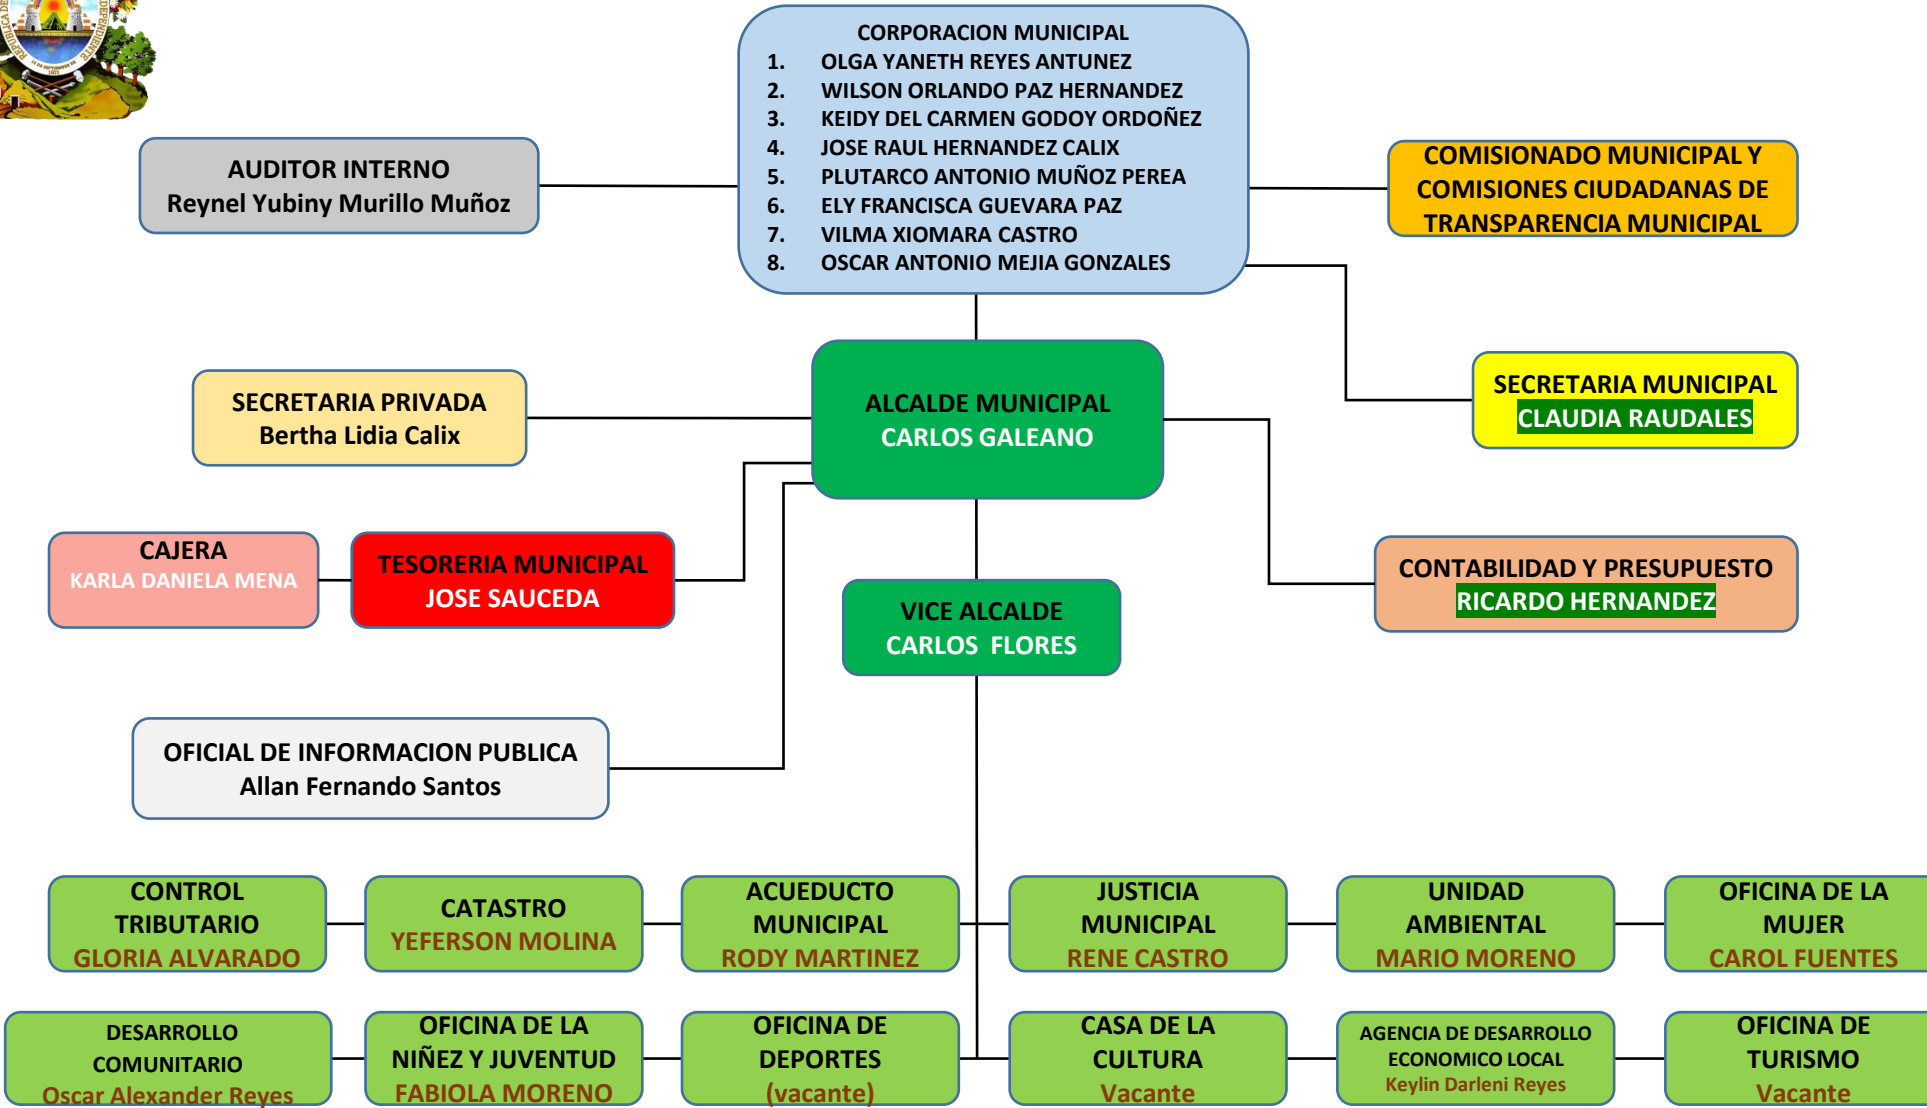 REPUBLICA DE
15 DE SEPTIEMBRE DE
1821
CORPORACION MUNICIPAL
1. OLGA YANETH REYES ANTUNEZ
2. WILSON ORLANDO PAZ HERNANDEZ
3. KEIDY DEL CARMEN GODOY ORDOÑEZ
4. JOSE RAUL HERNANDEZ CALIX
5. PLUTARCO ANTONIO MUÑOZ PEREA
6. ELY FRANCISCA GUEVARA PAZ
7. VILMA XIOMARA CASTRO
8. OSCAR ANTONIO MEJIA GONZALES
AUDITOR INTERNO
Reynel Yubiny Murillo Muñoz
COMISIONADO MUNICIPAL Y
COMISIONES CIUDADANAS DE
TRANSPARENCIA MUNICIPAL
SECRETARIA PRIVADA
Bertha Lidia Calix
ALCALDE MUNICIPAL
CARLOS GALEANO
SECRETARIA MUNICIPAL
CLAUDIA RAUDALES
CAJERA
KARLA DANIELA MENA
TESORERIA MUNICIPAL
JOSE SAUCEDA
VICE ALCALDE
CARLOS FLORES
CONTABILIDAD Y PRESUPUESTO
RICARDO HERNANDEZ
OFICIAL DE INFORMACION PUBLICA
Allan Fernando Santos
CONTROL
TRIBUTARIO
GLORIA ALVARADO
CATASTRO
YEFERSON MOLINA
ACUEDUCTO
MUNICIPAL
RODY MARTINEZ
JUSTICIA
MUNICIPAL
RENE CASTRO
UNIDAD
AMBIENTAL
MARIO MORENO
OFICINA DE LA
MUJER
CAROL FUENTES
DESARROLLO
COMUNITARIO
Oscar Alexander Reyes
OFICINA DE LA
NIÑEZ Y JUVENTUD
FABIOLA MORENO
OFICINA DE
DEPORTES
(vacante)
CASA DE LA
CULTURA
Vacante
AGENCIA DE DESARROLLO
ECONOMICO LOCAL
Keylin Darleni Reyes
OFICINA DE
TURISMO
Vacante